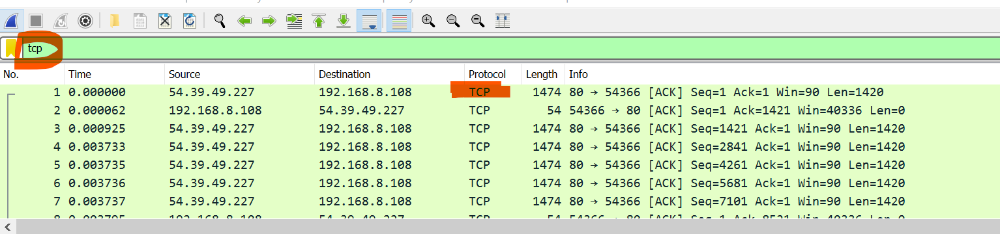 tcp
No. Time Source Destination Protocol Length Info
1 0.000000 54.39.49.227 192.168.8.108 TCP 1474 80 → 54366 [ACK] Seq=1 Ack=1 Win=90 Len=1420
2 0.000062 192.168.8.108 54.39.49.227 TCP 54 54366 → 80 [ACK] Seq=1 Ack=1421 Win=40336 Len=0
3 0.000925 54.39.49.227 192.168.8.108 TCP 1474 80 → 54366 [ACK] Seq=1421 Ack=1 Win=90 Len=1420
4 0.003733 54.39.49.227 192.168.8.108 TCP 1474 80 → 54366 [ACK] Seq=2841 Ack=1 Win=90 Len=1420
5 0.003735 54.39.49.227 192.168.8.108 TCP 1474 80 → 54366 [ACK] Seq=4261 Ack=1 Win=90 Len=1420
6 0.003736 54.39.49.227 192.168.8.108 TCP 1474 80 → 54366 [ACK] Seq=5681 Ack=1 Win=90 Len=1420
7 0.003737 54.39.49.227 192.168.8.108 TCP 1474 80 → 54366 [ACK] Seq=7101 Ack=1 Win=90 Len=1420
8 0.003795 192.168.8.108 54.39.49.227 TCP 54 54366 → 80 [ACK] Seq=1 Ack=8521 Win=40336 Len=0